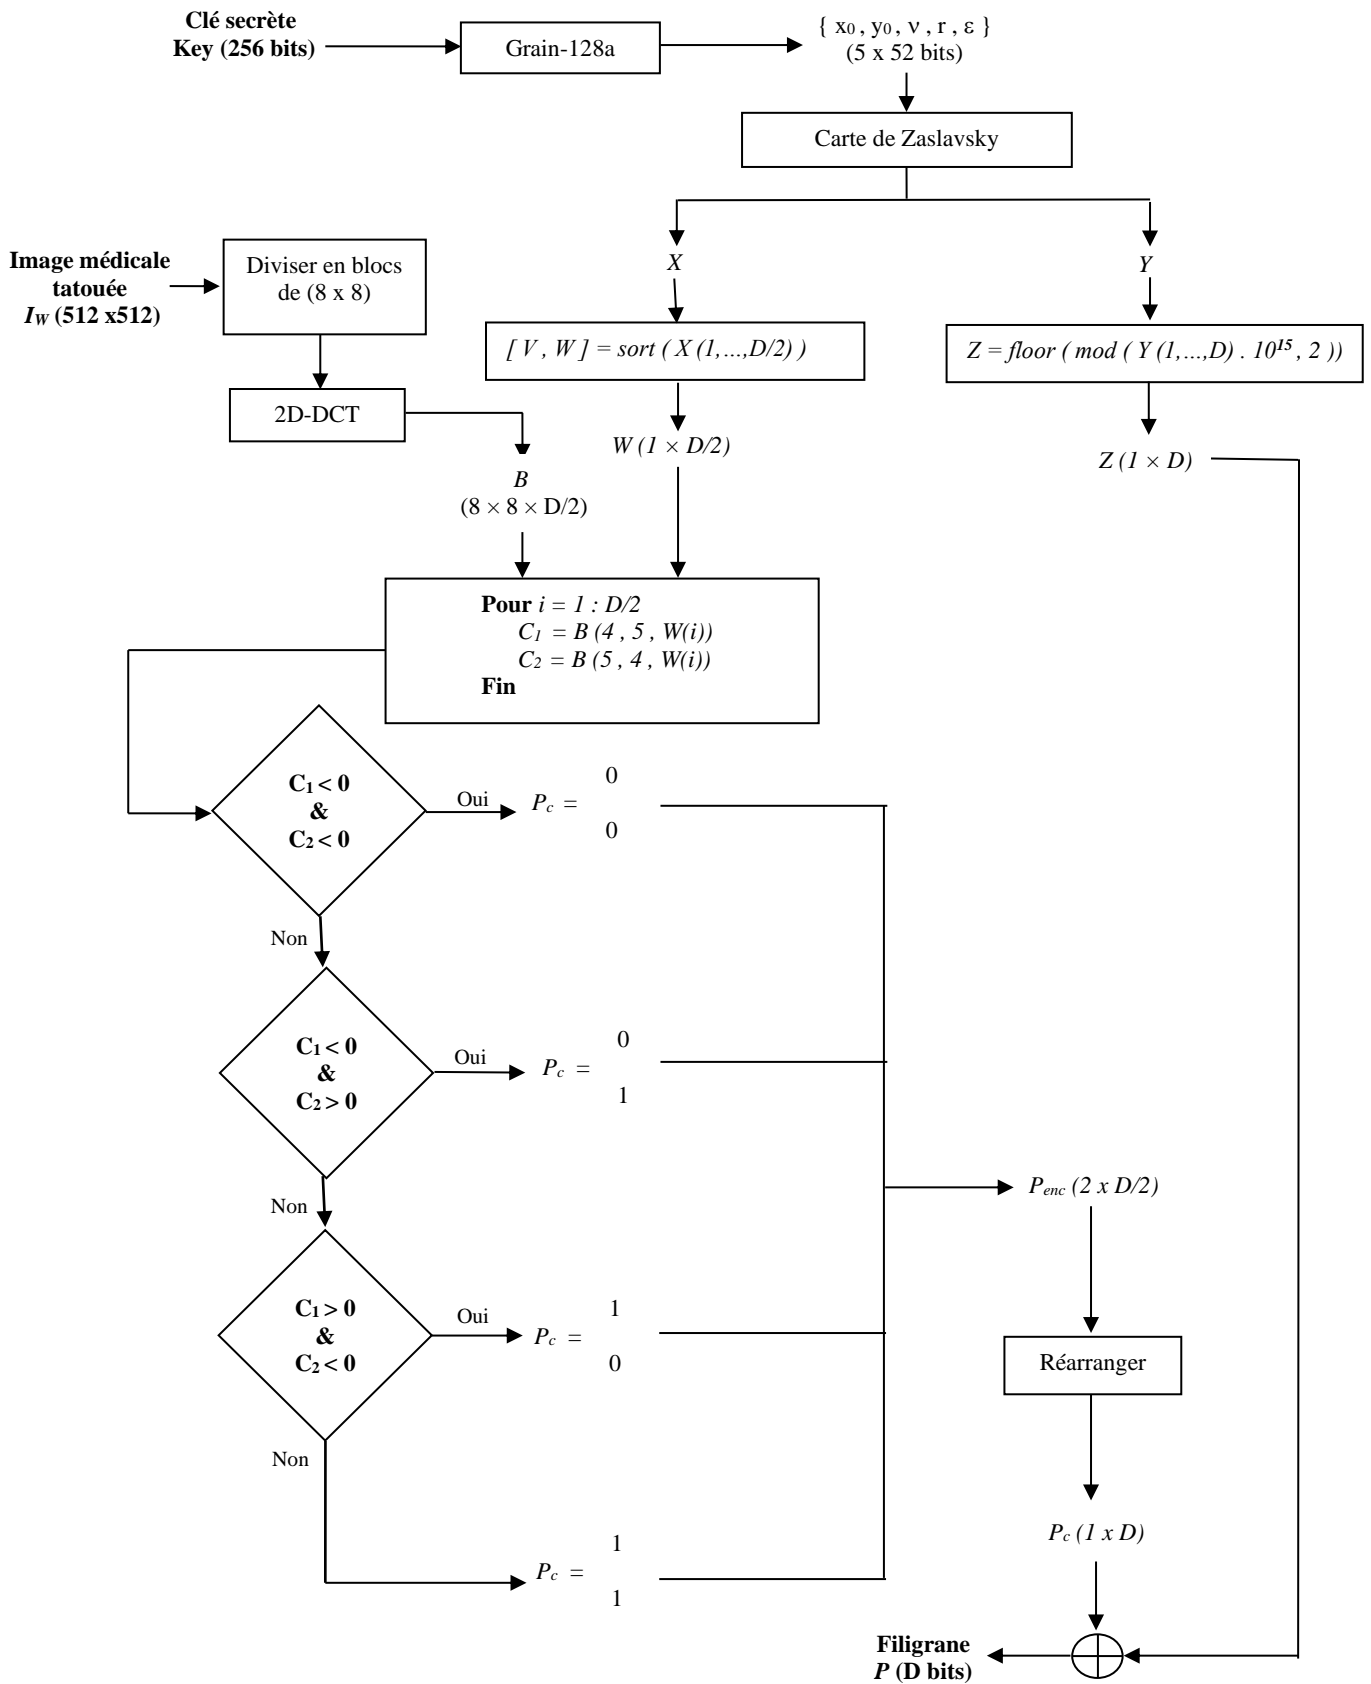 Clé secrète
Key (256 bits)
Grain-128a
{ x0 , y0 , ν , r , ε }
(5 x 52 bits)
Carte de Zaslavsky
Image médicale
tatouée
IW (512 x512)
Diviser en blocs
de (8 x 8)
X
Y
[ V , W ] = sort ( X (1,...,D/2) )
Z = floor ( mod ( Y (1,...,D) . 10^15 , 2 ))
2D-DCT
W (1 × D/2)
Z (1 × D)
B
(8 × 8 × D/2)
Pour i = 1 : D/2
C1 = B (4 , 5 , W(i))
C2 = B (5 , 4 , W(i))
Fin
C1 < 0
&
C2 < 0
Oui
Pc =
0
0
Non
C1 < 0
&
C2 > 0
Oui
Pc =
0
1
Non
Penc (2 x D/2)
C1 > 0
&
C2 < 0
Oui
Pc =
1
0
Réarranger
Non
Pc (1 x D)
Pc =
1
1
Filigrane
P (D bits)